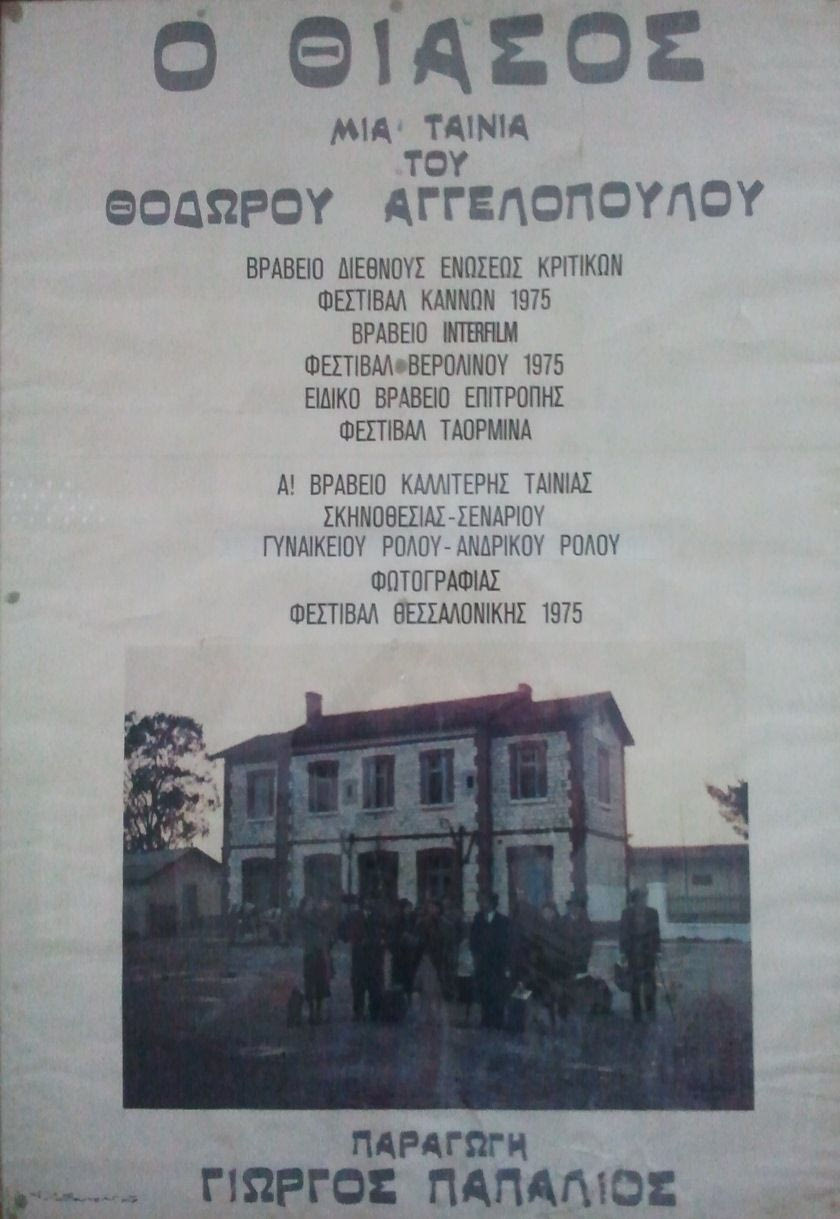 Ο ΘΙΑΣΟΣ
ΜΙΑ ΤΑΙΝΙΑ
ΤΟΥ
ΘΟΔΩΡΟΥ ΑΓΓΕΛΟΠΟΥΛΟΥ
ΒΡΑΒΕΙΟ ΔΙΕΘΝΟΥΣ ΕΝΩΣΕΩΣ ΚΡΙΤΙΚΩΝ
ΦΕΣΤΙΒΑΛ ΚΑΝΝΩΝ 1975
ΒΡΑΒΕΙΟ INTERFILM
ΦΕΣΤΙΒΑΛ ΒΕΡΟΛΙΝΟΥ 1975
ΕΙΔΙΚΟ ΒΡΑΒΕΙΟ ΕΠΙΤΡΟΠΗΣ
ΦΕΣΤΙΒΑΛ ΤΑΟΡΜΙΝΑ
Α! ΒΡΑΒΕΙΟ ΚΑΛΛΙΤΕΡΗΣ ΤΑΙΝΙΑΣ
ΣΚΗΝΟΘΕΣΙΑΣ-ΣΕΝΑΡΙΟΥ
ΓΥΝΑΙΚΕΙΟΥ ΡΟΛΟΥ-ΑΝΔΡΙΚΟΥ ΡΟΛΟΥ
ΦΩΤΟΓΡΑΦΙΑΣ
ΦΕΣΤΙΒΑΛ ΘΕΣΣΑΛΟΝΙΚΗΣ 1975
ΠΑΡΑΓΩΓΗ
ΓΙΩΡΓΟΣ ΠΑΠΑΛΙΟΣ